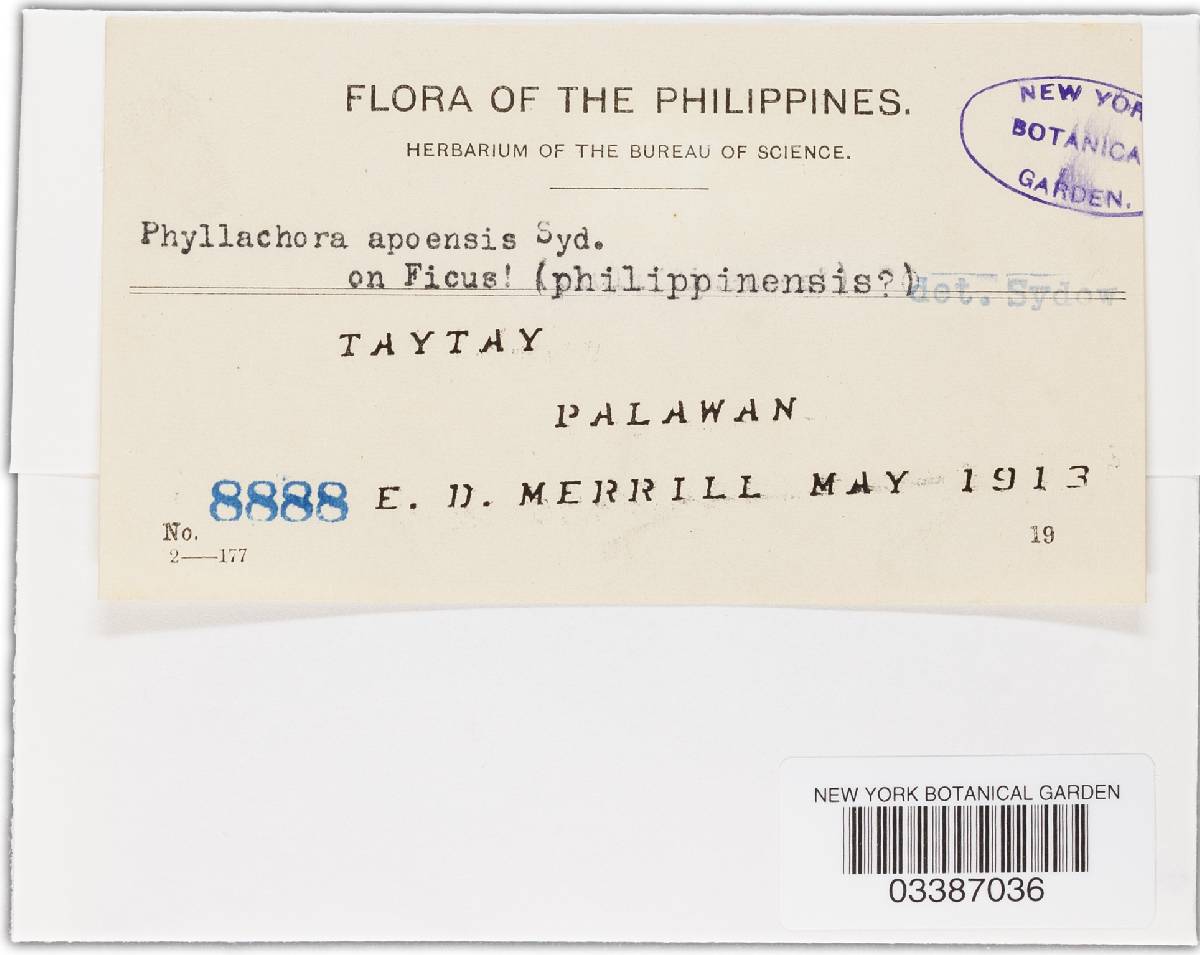 FLORA OF THE PHILIPPINES.
HERBARIUM OF THE BUREAU OF SCIENCE.
NEW YOR
BOTANICA
GARDEN.
Phyllachora apoensis Syd.
on Ficus! (philippinensis?) det. Sydow
TAYTAY
PALAWAN
8888 E. D. MERRILL MAY 1913
No. 19
2—177
NEW YORK BOTANICAL GARDEN
03387036